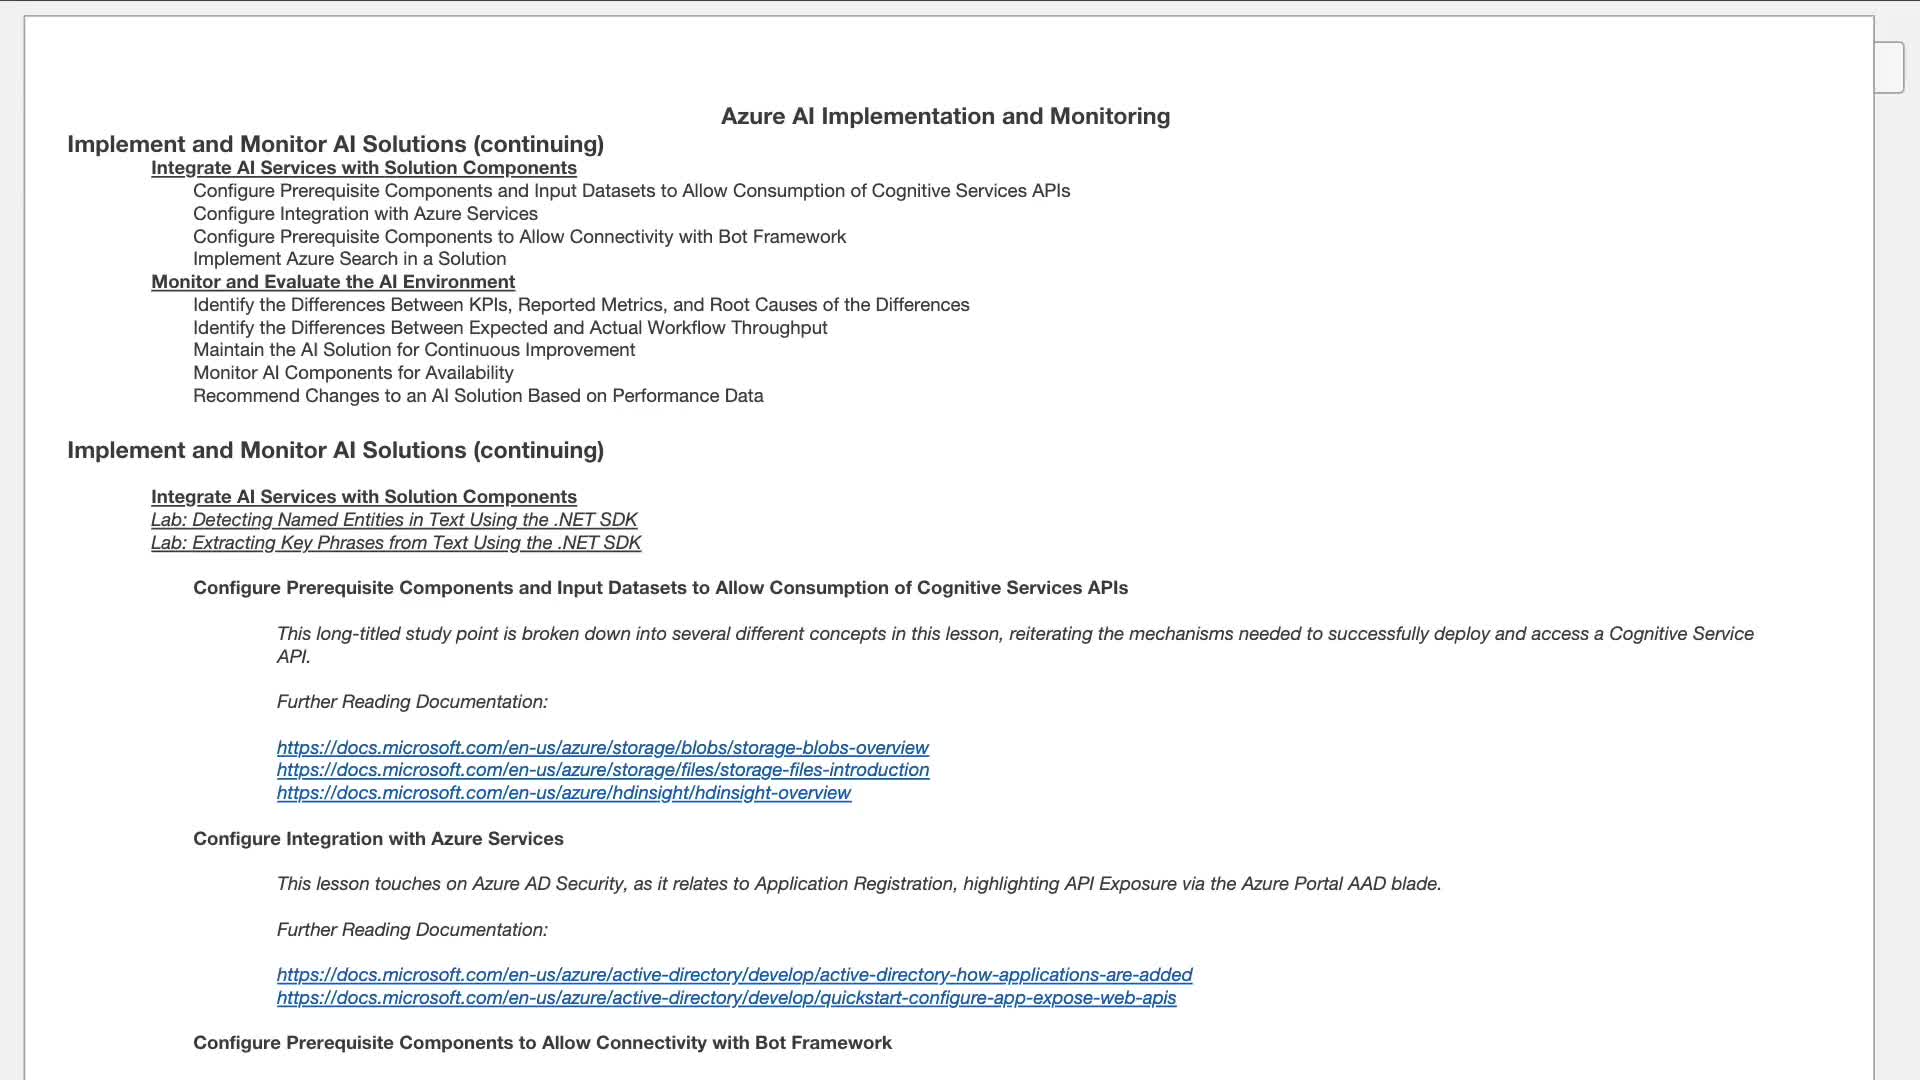 Azure AI Implementation and Monitoring
Implement and Monitor AI Solutions (continuing)
Integrate AI Services with Solution Components
Configure Prerequisite Components and Input Datasets to Allow Consumption of Cognitive Services APIs
Configure Integration with Azure Services
Configure Prerequisite Components to Allow Connectivity with Bot Framework
Implement Azure Search in a Solution
Monitor and Evaluate the AI Environment
Identify the Differences Between KPIs, Reported Metrics, and Root Causes of the Differences
Identify the Differences Between Expected and Actual Workflow Throughput
Maintain the AI Solution for Continuous Improvement
Monitor AI Components for Availability
Recommend Changes to an AI Solution Based on Performance Data
Implement and Monitor AI Solutions (continuing)
Integrate AI Services with Solution Components
Lab: Detecting Named Entities in Text Using the .NET SDK
Lab: Extracting Key Phrases from Text Using the .NET SDK
Configure Prerequisite Components and Input Datasets to Allow Consumption of Cognitive Services APIs
This long-titled study point is broken down into several different concepts in this lesson, reiterating the mechanisms needed to successfully deploy and access a Cognitive Service
API.
Further Reading Documentation:
https://docs.microsoft.com/en-us/azure/storage/blobs/storage-blobs-overview
https://docs.microsoft.com/en-us/azure/storage/files/storage-files-introduction
https://docs.microsoft.com/en-us/azure/hdinsight/hdinsight-overview
Configure Integration with Azure Services
This lesson touches on Azure AD Security, as it relates to Application Registration, highlighting API Exposure via the Azure Portal AAD blade.
Further Reading Documentation:
https://docs.microsoft.com/en-us/azure/active-directory/develop/active-directory-how-applications-are-added
https://docs.microsoft.com/en-us/azure/active-directory/develop/quickstart-configure-app-expose-web-apis
Configure Prerequisite Components to Allow Connectivity with Bot Framework